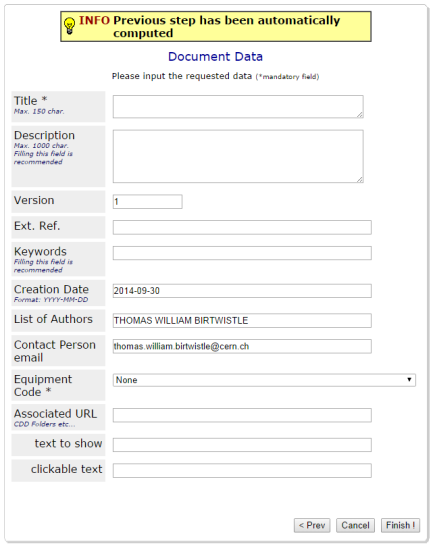 INFO Previous step has been automatically
computed
Document Data
Please input the requested data (*mandatory field)
Title *
Max. 150 char.
Description
Max. 1000 char.
Filling this field is
recommended
Version
1
Ext. Ref.
Keywords
Filling this field is
recommended
Creation Date
Format: YYYY-MM-DD
2014-09-30
List of Authors
THOMAS WILLIAM BIRTWISTLE
Contact Person
email
thomas.william.birtwistle@cern.ch
Equipment
Code *
None
Associated URL
CDD Folders etc...
text to show
clickable text
< Prev
Cancel
Finish !